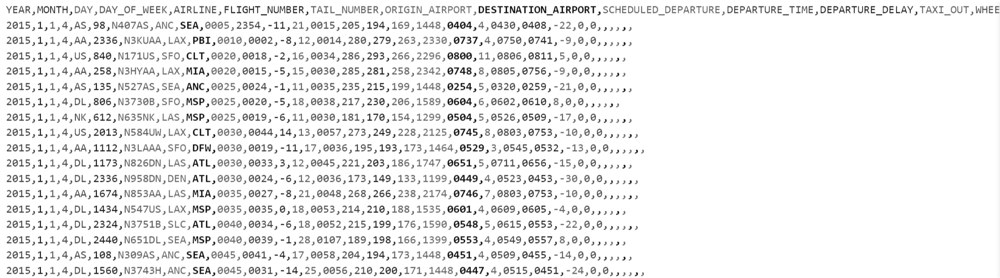 YEAR,MONTH,DAY,DAY_OF_WEEK,AIRLINE,FLIGHT_NUMBER,TAIL_NUMBER,ORIGIN_AIRPORT,DESTINATION_AIRPORT,SCHEDULED_DEPARTURE,DEPARTURE_TIME,DEPARTURE_DELAY,TAXI_OUT,WHEE
2015,1,1,4,AS,98,N407AS,ANC,SEA,0005,2354,-11,21,0015,205,194,169,1448,0404,4,0430,0408,-22,0,0,,,,,,
2015,1,1,4,AA,2336,N3KUAA,LAX,PBI,0010,0002,-8,12,0014,280,279,263,2330,0737,4,0750,0741,-9,0,0,,,,,,
2015,1,1,4,US,840,N171US,SFO,CLT,0020,0018,-2,16,0034,286,293,266,2296,0800,11,0806,0811,5,0,0,,,,,,
2015,1,1,4,AA,258,N3HYAA,LAX,MIA,0020,0015,-5,15,0030,285,281,258,2342,0748,8,0805,0756,-9,0,0,,,,,,
2015,1,1,4,AS,135,N527AS,SEA,ANC,0025,0024,-1,11,0035,235,215,199,1448,0254,5,0320,0259,-21,0,0,,,,,,
2015,1,1,4,DL,806,N3730B,SFO,MSP,0025,0020,-5,18,0038,217,230,206,1589,0604,6,0602,0610,8,0,0,,,,,,
2015,1,1,4,NK,612,N635NK,LAS,MSP,0025,0019,-6,11,0030,181,170,154,1299,0504,5,0526,0509,-17,0,0,,,,,,
2015,1,1,4,US,2013,N584UW,LAX,CLT,0030,0044,14,13,0057,273,249,228,2125,0745,8,0803,0753,-10,0,0,,,,,,
2015,1,1,4,AA,1112,N3LAAA,SFO,DFW,0030,0019,-11,17,0036,195,193,173,1464,0529,3,0545,0532,-13,0,0,,,,,,
2015,1,1,4,DL,1173,N826DN,LAS,ATL,0030,0033,3,12,0045,221,203,186,1747,0651,5,0711,0656,-15,0,0,,,,,,
2015,1,1,4,DL,2336,N958DN,DEN,ATL,0030,0024,-6,12,0036,173,149,133,1199,0449,4,0523,0453,-30,0,0,,,,,,
2015,1,1,4,AA,1674,N853AA,LAS,MIA,0035,0027,-8,21,0048,268,266,238,2174,0746,7,0803,0753,-10,0,0,,,,,,
2015,1,1,4,DL,1434,N547US,LAX,MSP,0035,0035,0,18,0053,214,210,188,1535,0601,4,0609,0605,-4,0,0,,,,,,
2015,1,1,4,DL,2324,N3751B,SLC,ATL,0040,0034,-6,18,0052,215,199,176,1590,0548,5,0615,0553,-22,0,0,,,,,,
2015,1,1,4,DL,2440,N651DL,SEA,MSP,0040,0039,-1,28,0107,189,198,166,1399,0553,4,0549,0557,8,0,0,,,,,,
2015,1,1,4,AS,108,N309AS,ANC,SEA,0045,0041,-4,17,0058,204,194,173,1448,0451,4,0509,0455,-14,0,0,,,,,,
2015,1,1,4,DL,1560,N3743H,ANC,SEA,0045,0031,-14,25,0056,210,200,171,1448,0447,4,0515,0451,-24,0,0,,,,,,